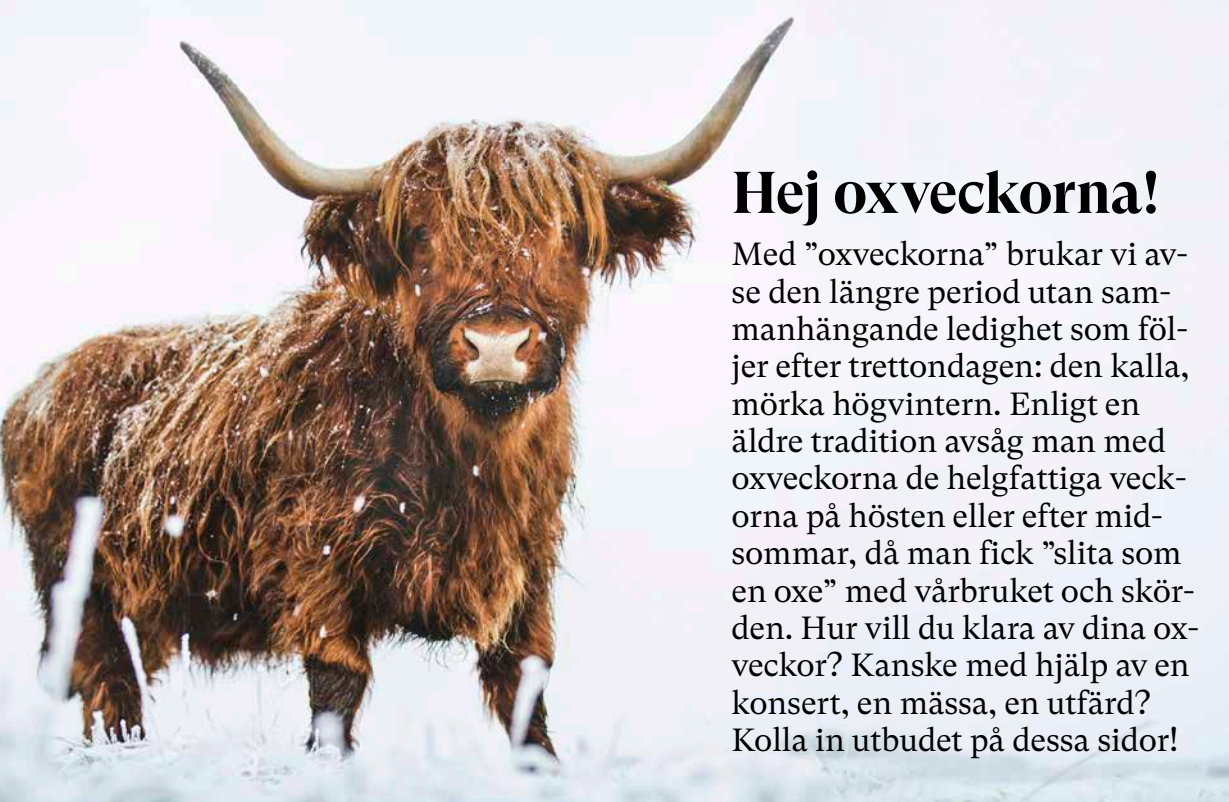 Hej oxveckorna!
Med ”oxveckorna” brukar vi av-
se den längre period utan sam-
manhängande ledighet som föl-
jer efter trettondagen: den kalla,
mörka högvintern. Enligt en
äldre tradition avsåg man med
oxveckorna de helgfattiga veck-
orna på hösten eller efter mid-
sommar, då man fick ”slita som
en oxe” med vårbruket och skör-
den. Hur vill du klara av dina ox-
veckor? Kanske med hjälp av en
konsert, en mässa, en utfärd?
Kolla in utbudet på dessa sidor!